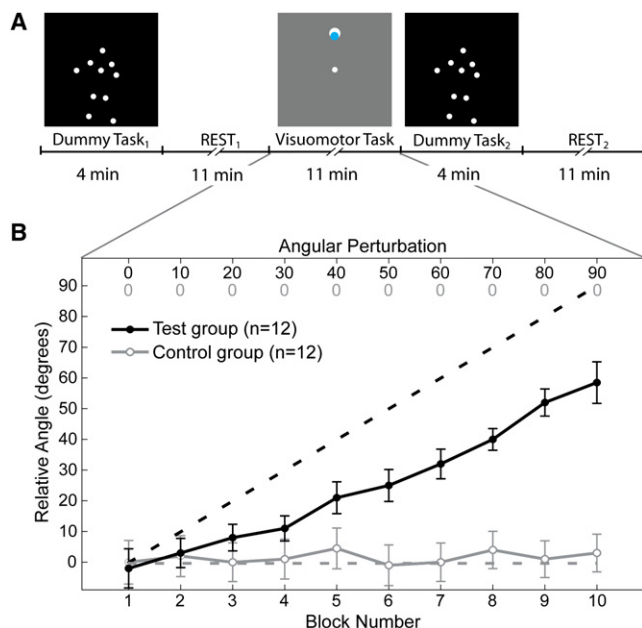 A
Dummy Task1 REST1 Visuomotor Task Dummy Task2 REST2
4 min 11 min 11 min 4 min 11 min
B
Angular Perturbation
0 10 20 30 40 50 60 70 80 90
0 0 0 0 0 0 0 0 0 0
90
80
70
60
50
40
30
20
10
0
Relative Angle (degrees)
Test group (n=12)
Control group (n=12)
1 2 3 4 5 6 7 8 9 10
Block Number